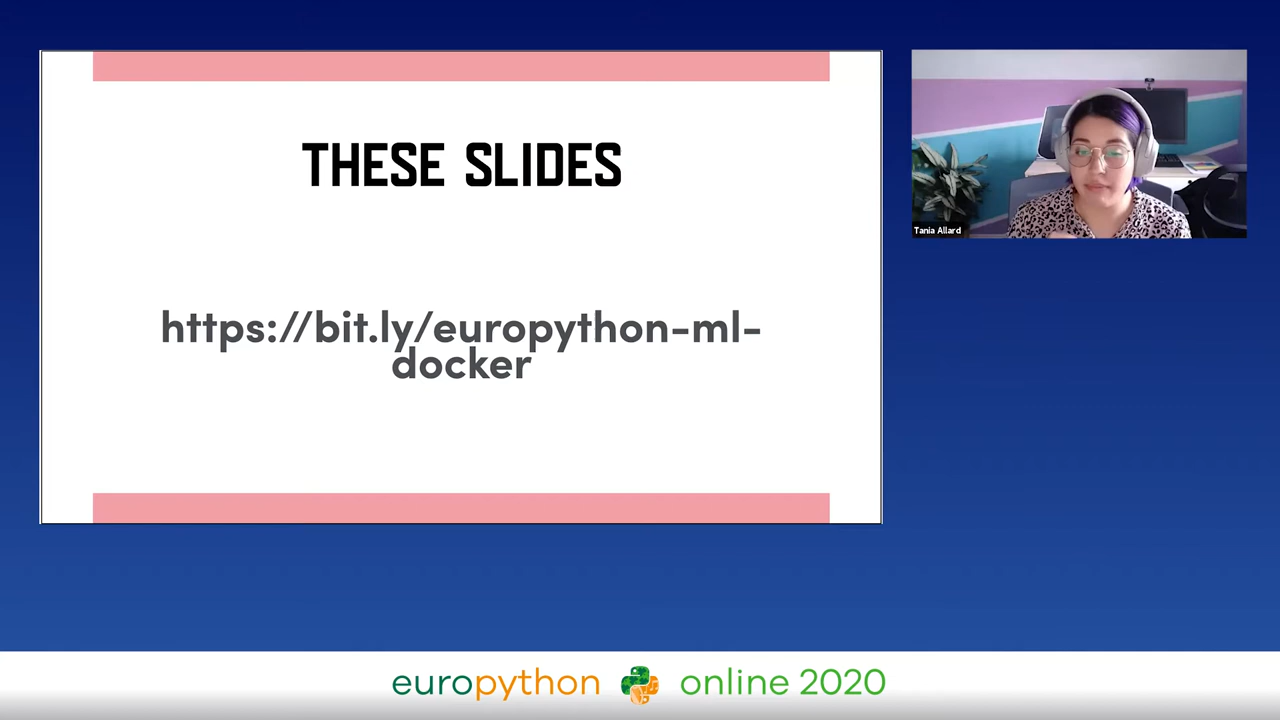 THESE SLIDES
https://bit.ly/europython-ml-
docker
Tania Allard
europython online 2020